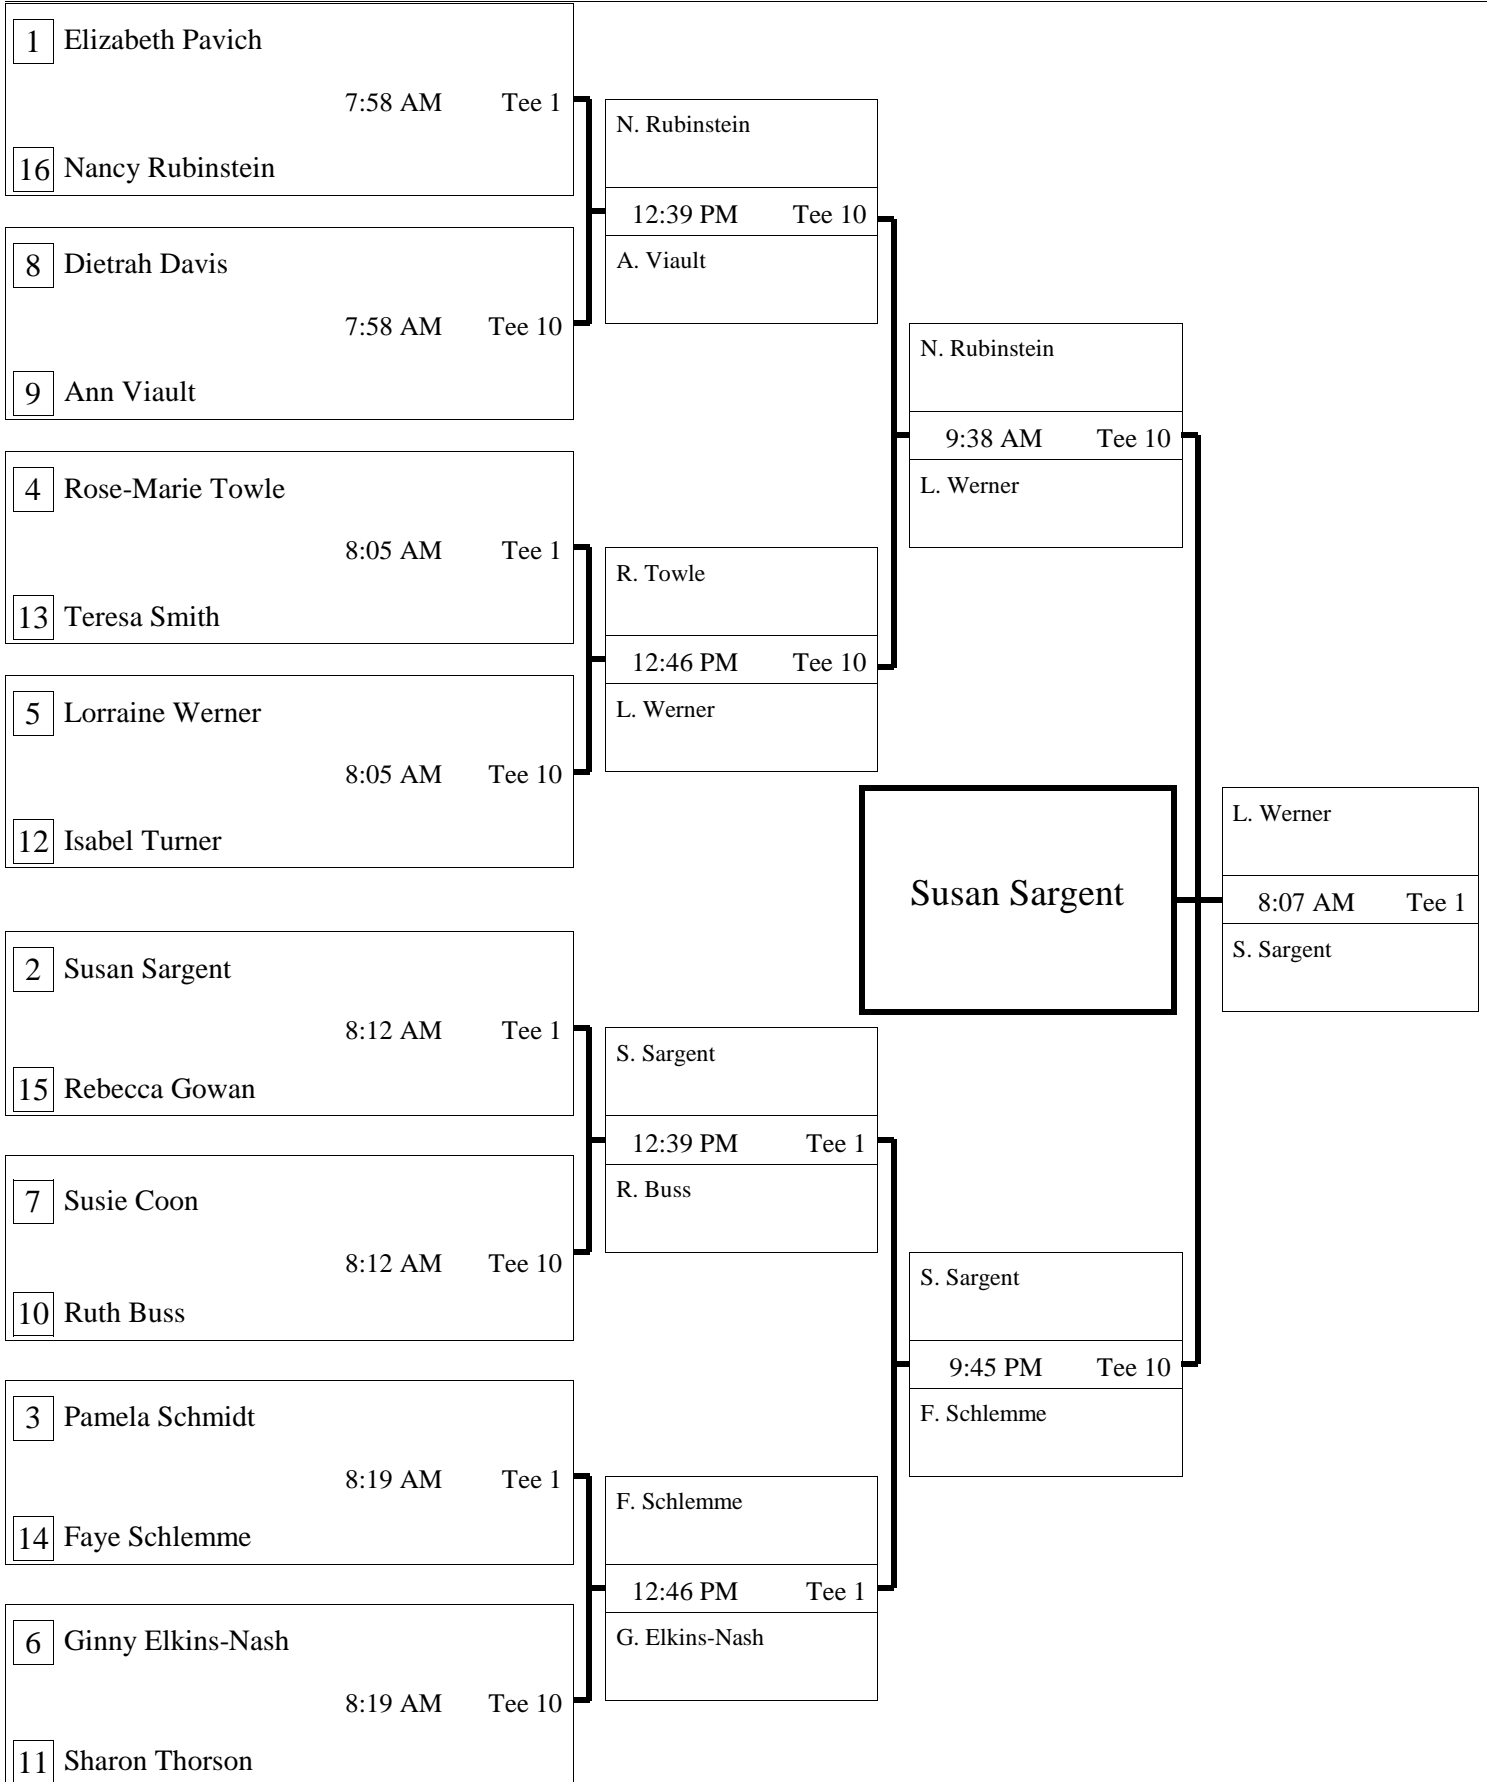 1 Elizabeth Pavich
7:58 AM Tee 1
16 Nancy Rubinstein
8 Dietrah Davis
7:58 AM Tee 10
9 Ann Viault
4 Rose-Marie Towle
8:05 AM Tee 1
13 Teresa Smith
5 Lorraine Werner
8:05 AM Tee 10
12 Isabel Turner
2 Susan Sargent
8:12 AM Tee 1
15 Rebecca Gowan
7 Susie Coon
8:12 AM Tee 10
10 Ruth Buss
3 Pamela Schmidt
8:19 AM Tee 1
14 Faye Schlemme
6 Ginny Elkins-Nash
8:19 AM Tee 10
11 Sharon Thorson
N. Rubinstein
12:39 PM Tee 10
A. Viault
R. Towle
12:46 PM Tee 10
L. Werner
S. Sargent
12:39 PM Tee 1
R. Buss
F. Schlemme
12:46 PM Tee 1
G. Elkins-Nash
N. Rubinstein
9:38 AM Tee 10
L. Werner
S. Sargent
9:45 PM Tee 10
F. Schlemme
L. Werner
8:07 AM Tee 1
S. Sargent
Susan Sargent